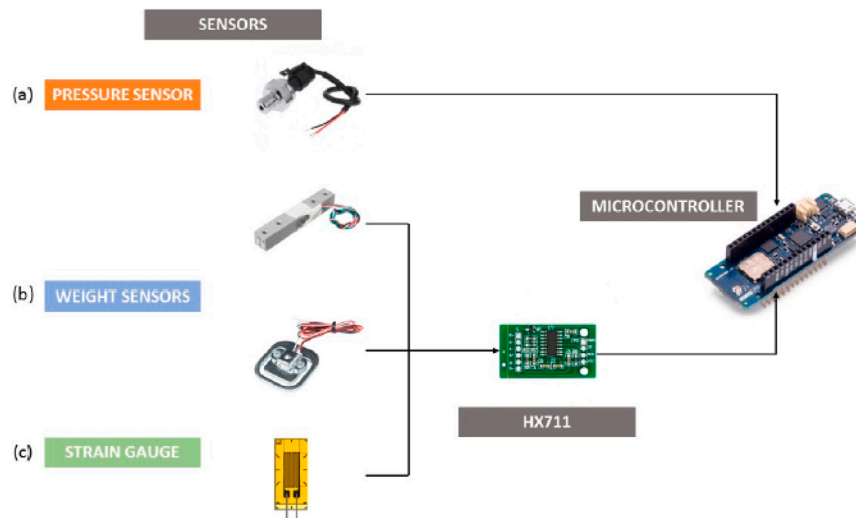 SENSORS
(a) PRESSURE SENSOR
MICROCONTROLLER
(b) WEIGHT SENSORS
HX711
(c) STRAIN GAUGE